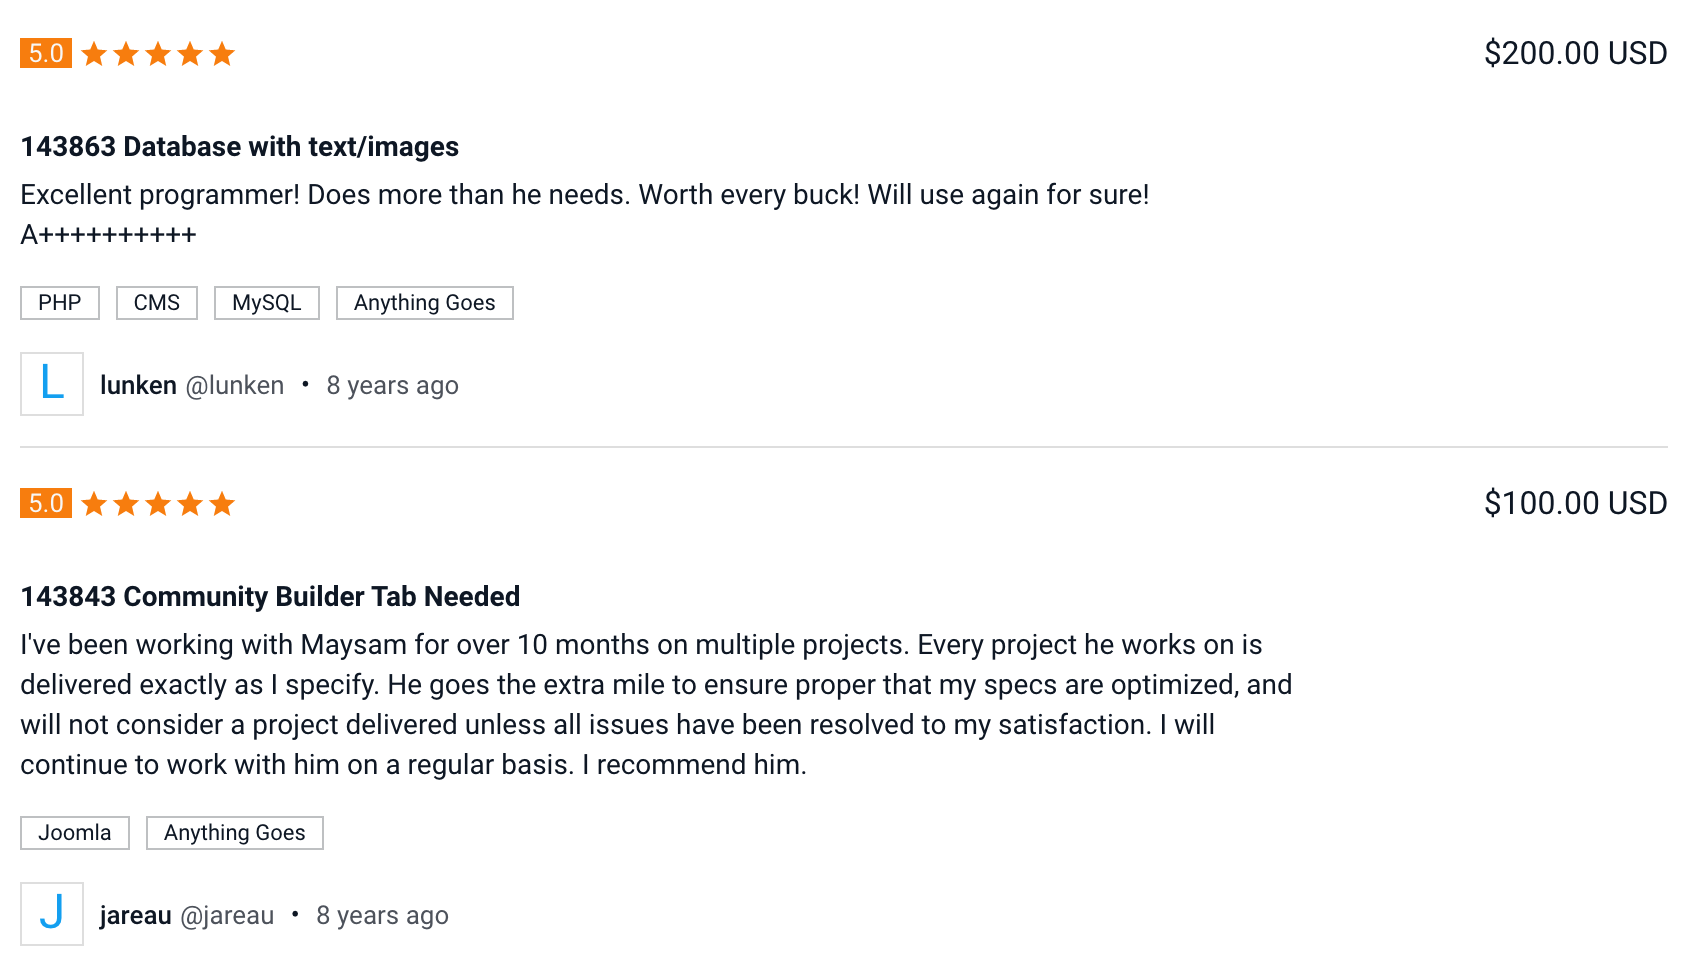 5.0 $200.00 USD
143863 Database with text/images
Excellent programmer! Does more than he needs. Worth every buck! Will use again for sure!
A++++++++++
PHP CMS MySQL Anything Goes
L lunken @lunken • 8 years ago
5.0 $100.00 USD
143843 Community Builder Tab Needed
I've been working with Maysam for over 10 months on multiple projects. Every project he works on is
delivered exactly as I specify. He goes the extra mile to ensure proper that my specs are optimized, and
will not consider a project delivered unless all issues have been resolved to my satisfaction. I will
continue to work with him on a regular basis. I recommend him.
Joomla Anything Goes
J jareau @jareau • 8 years ago